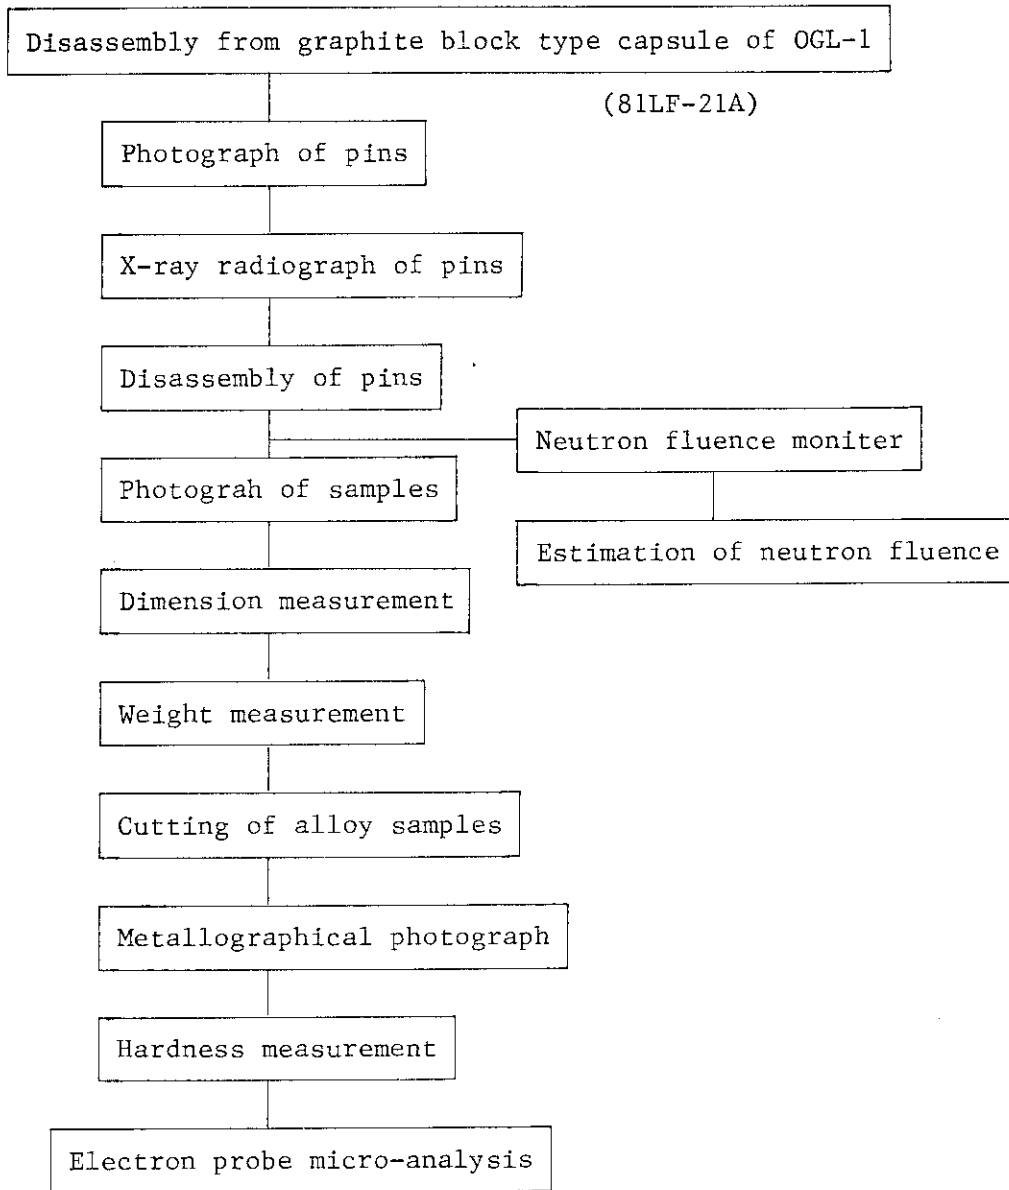 Disassembly from graphite block type capsule of OGL-1
(81LF-21A)
Photograph of pins
X-ray radiograph of pins
Disassembly of pins
Neutron fluence moniter
Photograh of samples
Estimation of neutron fluence
Dimension measurement
Weight measurement
Cutting of alloy samples
Metallographical photograph
Hardness measurement
Electron probe micro-analysis